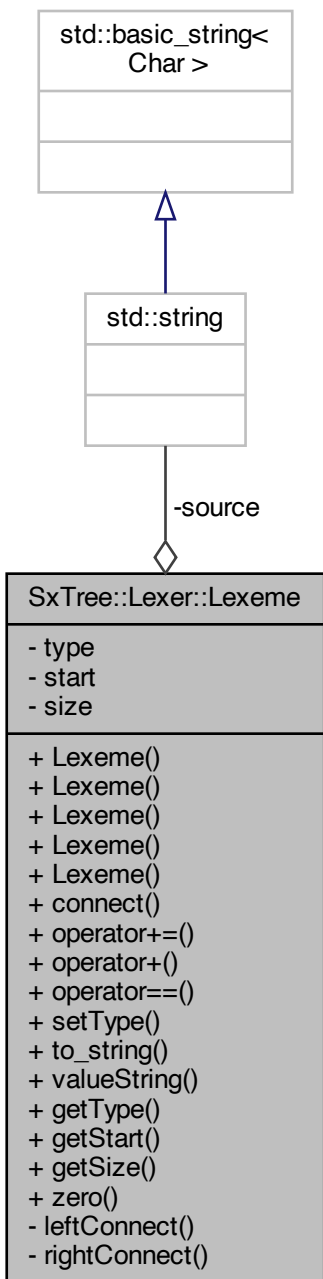 std::basic_string<
Char >
std::string
-source
SxTree::Lexer::Lexeme
- type
- start
- size
+ Lexeme()
+ Lexeme()
+ Lexeme()
+ Lexeme()
+ Lexeme()
+ connect()
+ operator+=()
+ operator+()
+ operator==()
+ setType()
+ to_string()
+ valueString()
+ getType()
+ getStart()
+ getSize()
+ zero()
- leftConnect()
- rightConnect()